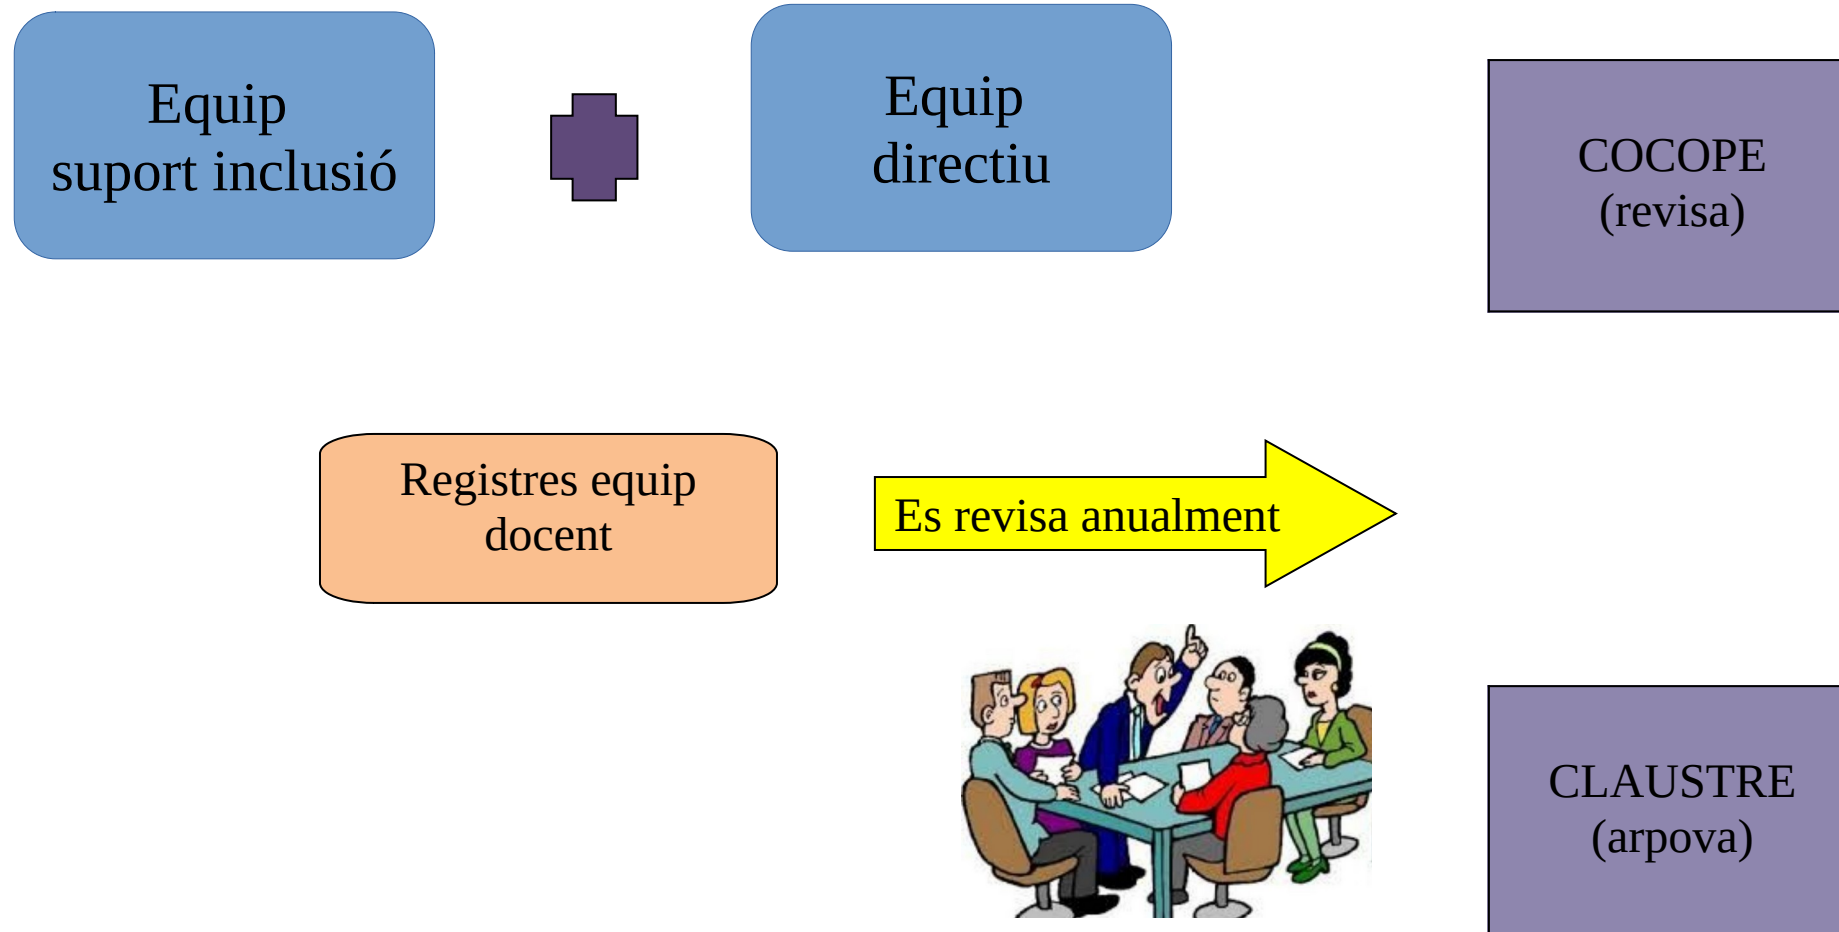 Equip
suport inclusió
Equip
directiu
COCOPE
(revisa)
Registres equip
docent
Es revisa anualment
CLAUSTRE
(arpova)